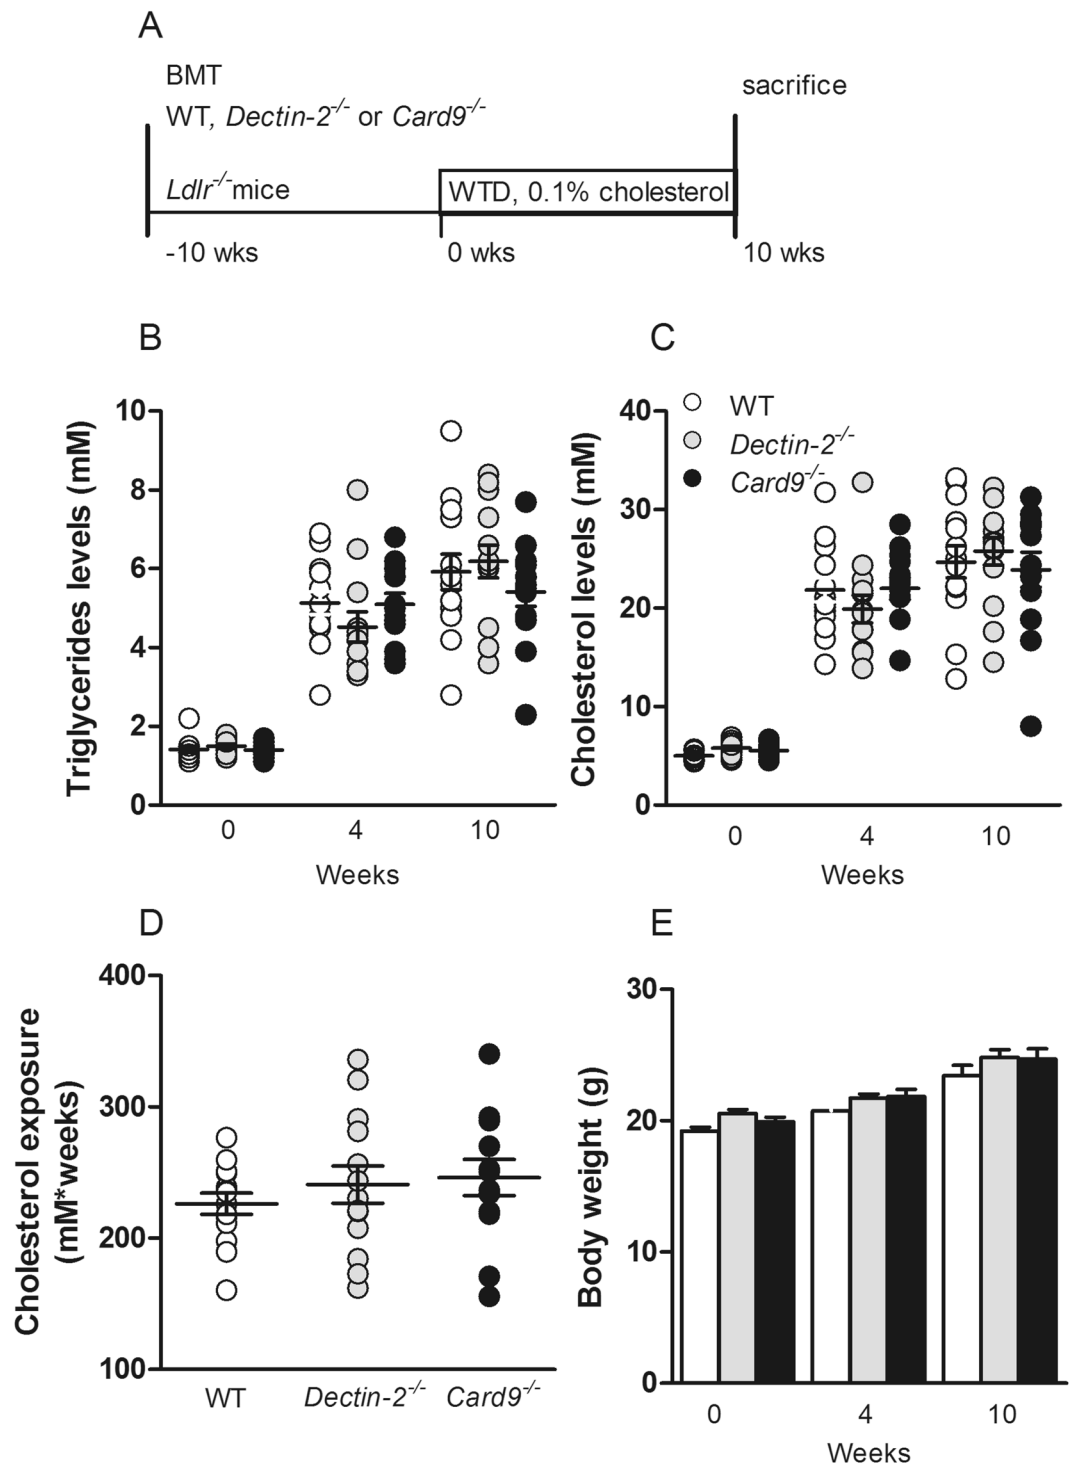 A
BMT
sacrifice
WT, Dectin-2-/- or Card9-/-
Ldlr-/-mice
WTD, 0.1% cholesterol
-10 wks
0 wks
10 wks
B
Triglycerides levels (mM)
10
8
6
4
2
0
0
4
10
Weeks
C
Cholesterol levels (mM)
40
30
20
10
0
WT
Dectin-2-/-
Card9-/-
0
4
10
Weeks
D
Cholesterol exposure
(mM*weeks)
400
300
200
100
WT
Dectin-2-/-
Card9-/-
E
Body weight (g)
30
20
10
0
0
4
10
Weeks